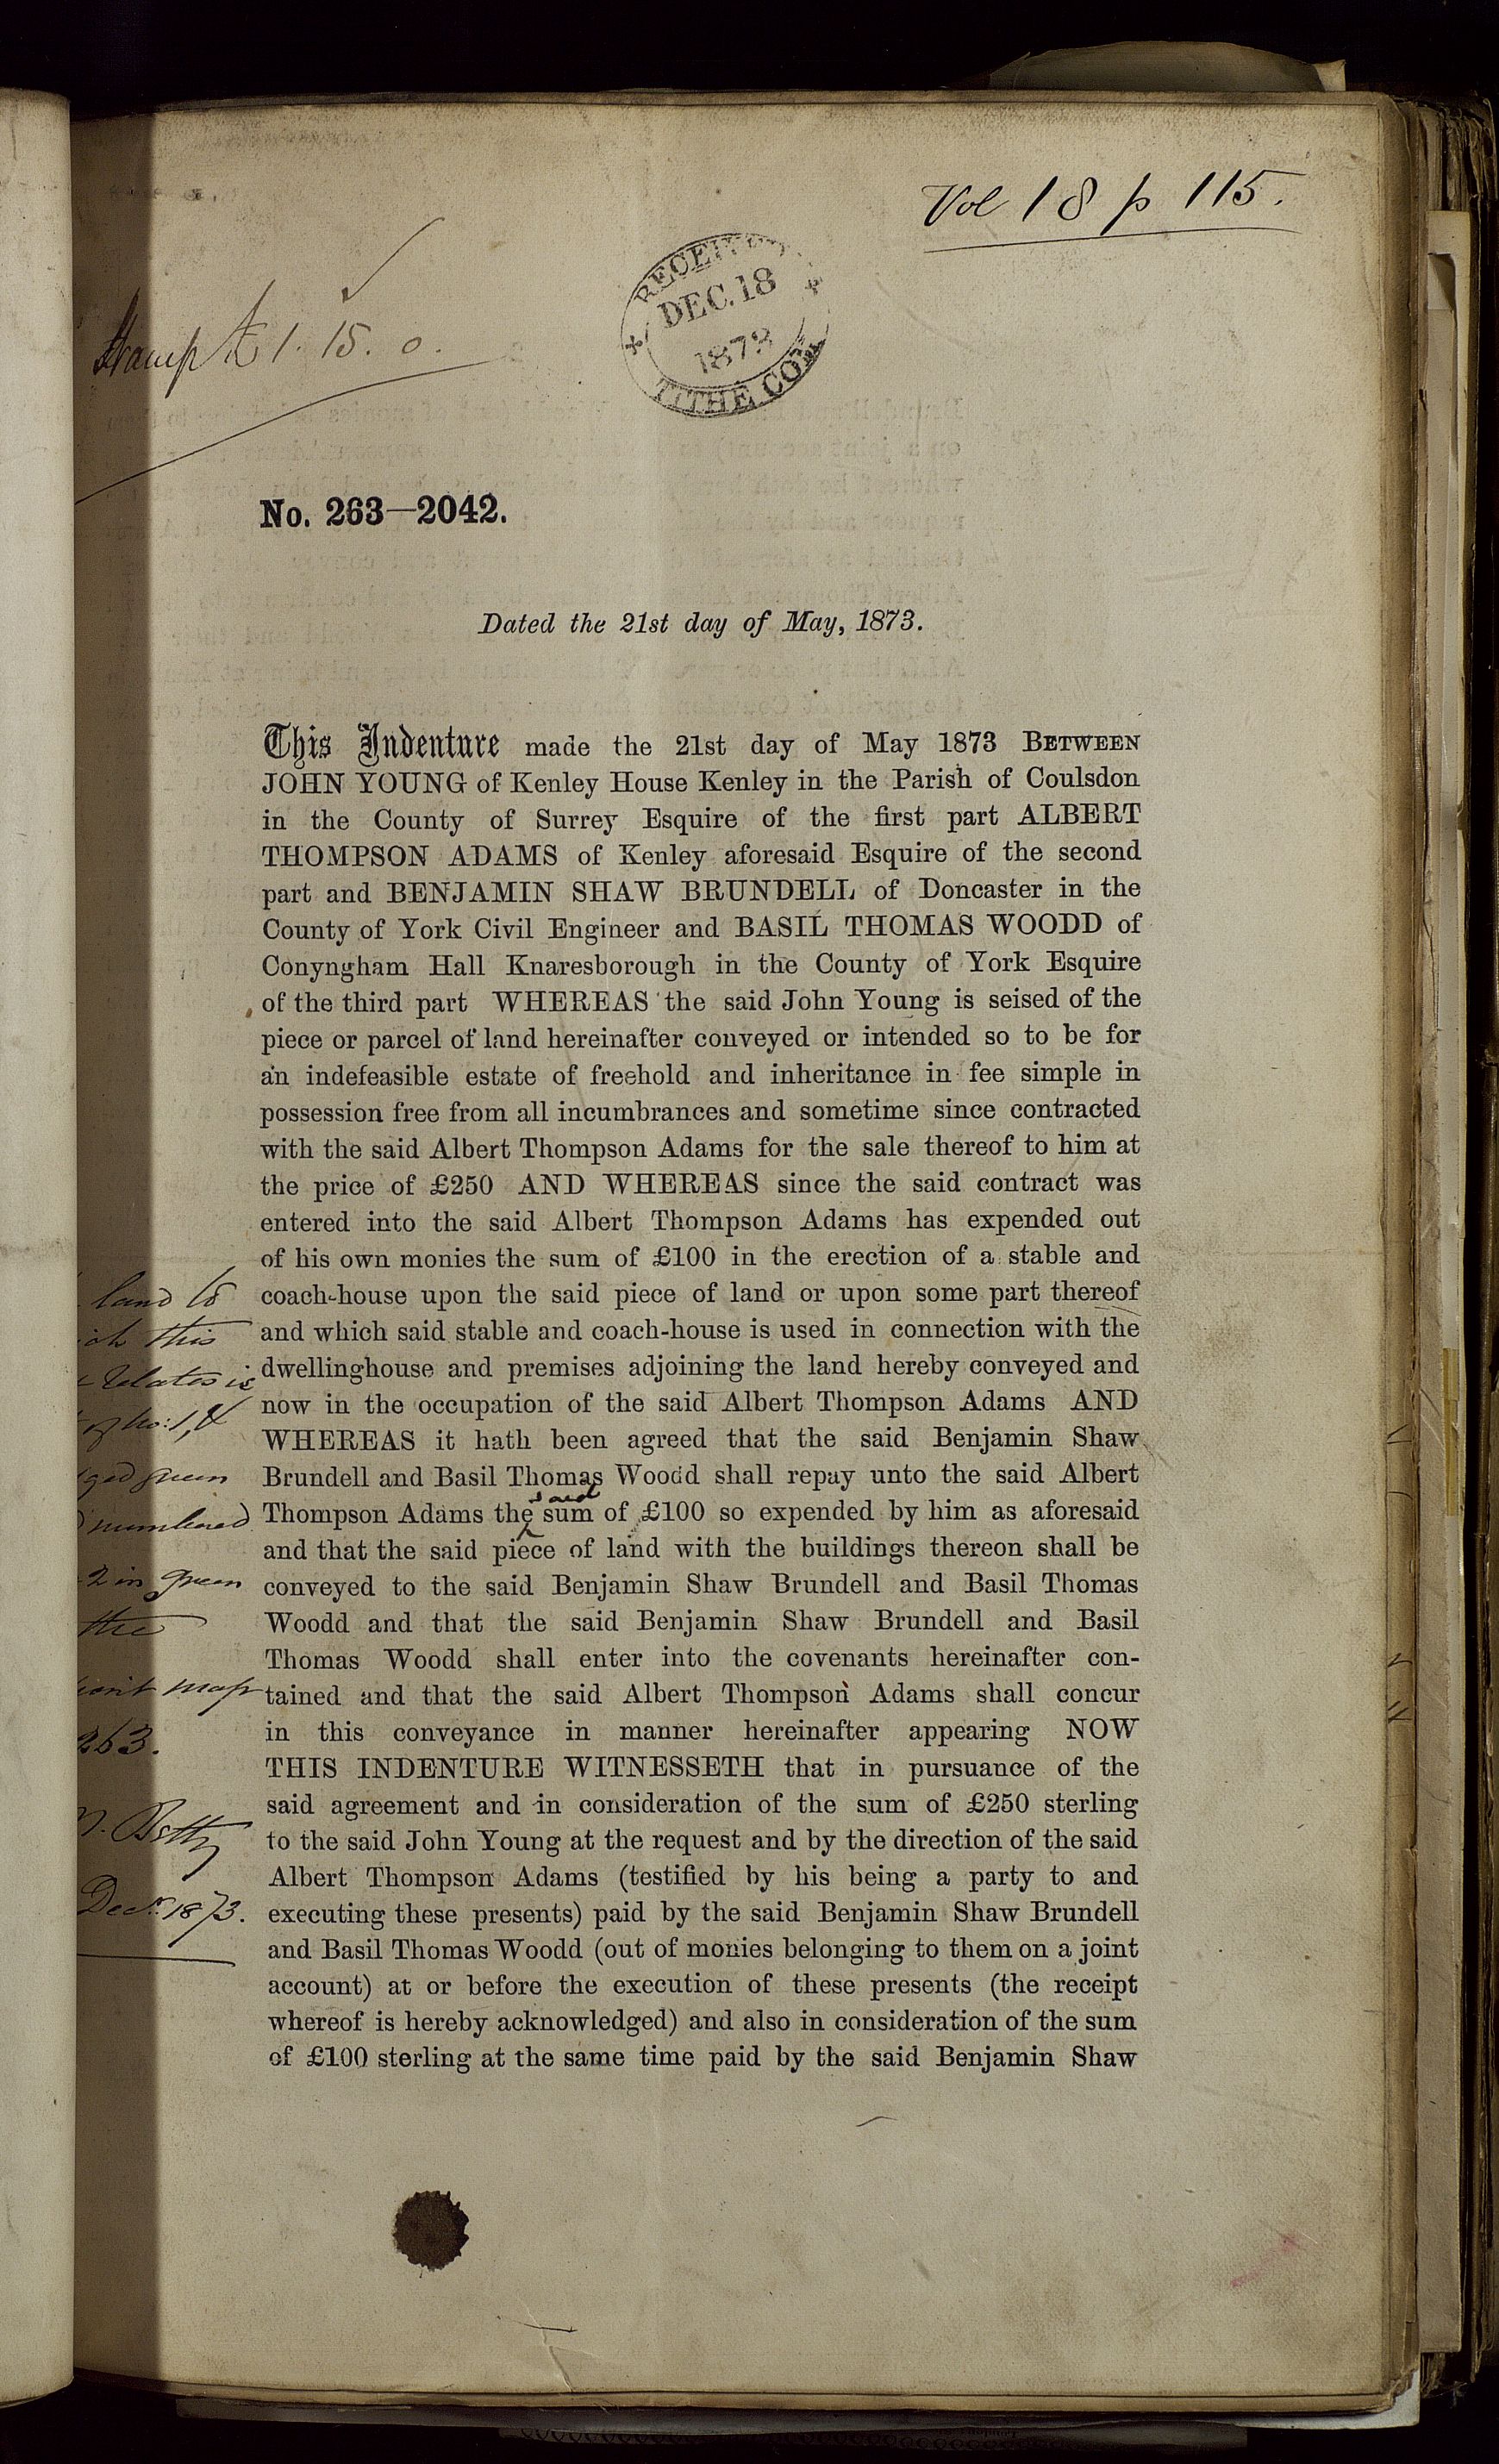 Vol 18 p 115.
RECEIVED
DEC. 18
1873
TITHE COM
Stamp £1. 15. 0.
No. 263—2042.
Dated the 21st day of May, 1873.
This Indenture made the 21st day of May 1873 BETWEEN
JOHN YOUNG of Kenley House Kenley in the Parish of Coulsdon
in the County of Surrey Esquire of the first part ALBERT
THOMPSON ADAMS of Kenley aforesaid Esquire of the second
part and BENJAMIN SHAW BRUNDELL of Doncaster in the
County of York Civil Engineer and BASIL THOMAS WOODD of
Conyngham Hall Knaresborough in the County of York Esquire
of the third part WHEREAS the said John Young is seised of the
piece or parcel of land hereinafter conveyed or intended so to be for
an indefeasible estate of freehold and inheritance in fee simple in
possession free from all incumbrances and sometime since contracted
with the said Albert Thompson Adams for the sale thereof to him at
the price of £250 AND WHEREAS since the said contract was
entered into the said Albert Thompson Adams has expended out
of his own monies the sum of £100 in the erection of a stable and
coach-house upon the said piece of land or upon some part thereof
and which said stable and coach-house is used in connection with the
dwellinghouse and premises adjoining the land hereby conveyed and
now in the occupation of the said Albert Thompson Adams AND
WHEREAS it hath been agreed that the said Benjamin Shaw
Brundell and Basil Thomas Woodd shall repay unto the said Albert
Thompson Adams the said sum of £100 so expended by him as aforesaid
and that the said piece of land with the buildings thereon shall be
conveyed to the said Benjamin Shaw Brundell and Basil Thomas
Woodd and that the said Benjamin Shaw Brundell and Basil
Thomas Woodd shall enter into the covenants hereinafter con-
tained and that the said Albert Thompson Adams shall concur
in this conveyance in manner hereinafter appearing NOW
THIS INDENTURE WITNESSETH that in pursuance of the
said agreement and in consideration of the sum of £250 sterling
to the said John Young at the request and by the direction of the said
Albert Thompson Adams (testified by his being a party to and
executing these presents) paid by the said Benjamin Shaw Brundell
and Basil Thomas Woodd (out of monies belonging to them on a joint
account) at or before the execution of these presents (the receipt
whereof is hereby acknowledged) and also in consideration of the sum
of £100 sterling at the same time paid by the said Benjamin Shaw
land to
this
relates is
of No: 1, &
green
numbered
2 in green
the
map
263.
Betty
Decr. 1873.